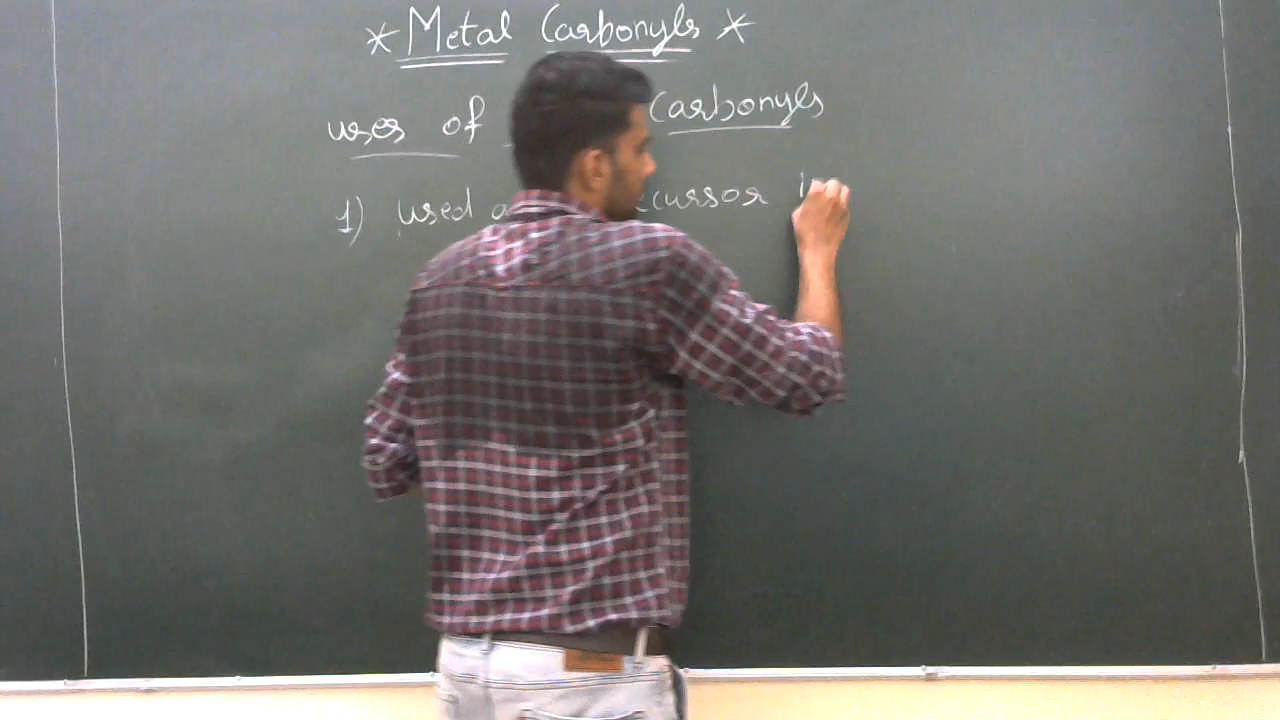 * Metal Carbonyls *
uses of Carbonyls
1) used ecursor